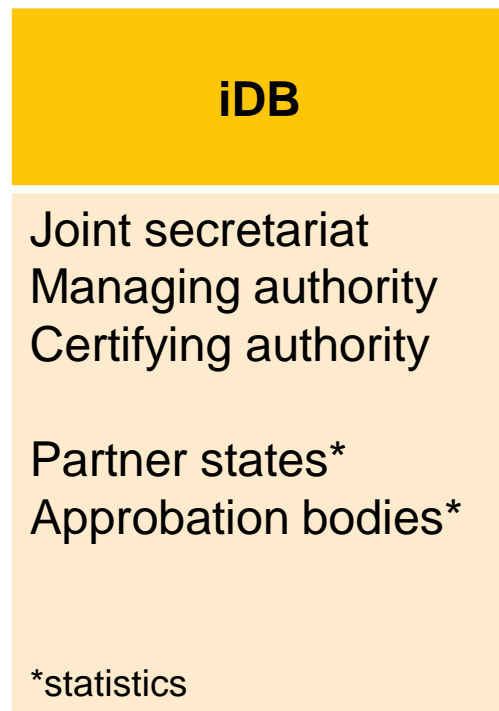 iDB
Joint secretariat
Managing authority
Certifying authority
Partner states*
Approbation bodies*
*statistics